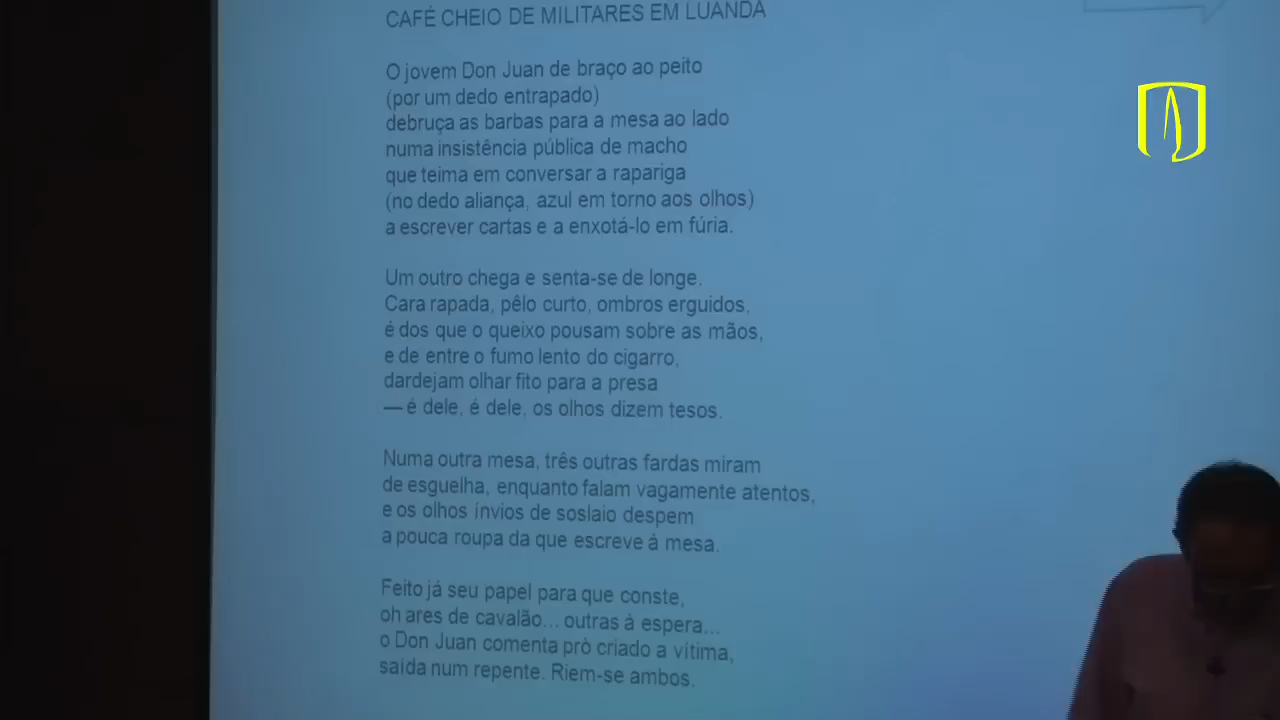 CAFÉ CHEIO DE MILITARES EM LUANDA
O jovem Don Juan de braço ao peito
(por um dedo entrapado)
debruça as barbas para a mesa ao lado
numa insistência pública de macho
que teima em conversar a rapariga
(no dedo aliança, azul em torno aos olhos)
a escrever cartas e a enxotá-lo em fúria.
Um outro chega e senta-se de longe.
Cara rapada, pêlo curto, ombros erguidos,
é dos que o queixo pousam sobre as mãos,
e de entre o fumo lento do cigarro,
dardejam olhar fito para a presa
— é dele, é dele, os olhos dizem tesos.
Numa outra mesa, três outras fardas miram
de esguelha, enquanto falam vagamente atentos,
e os olhos ínvios de soslaio despem
a pouca roupa da que escreve à mesa.
Feito já seu papel para que conste,
oh ares de cavalão... outras à espera...
o Don Juan comenta prò criado a vítima,
saída num repente. Riem-se ambos.